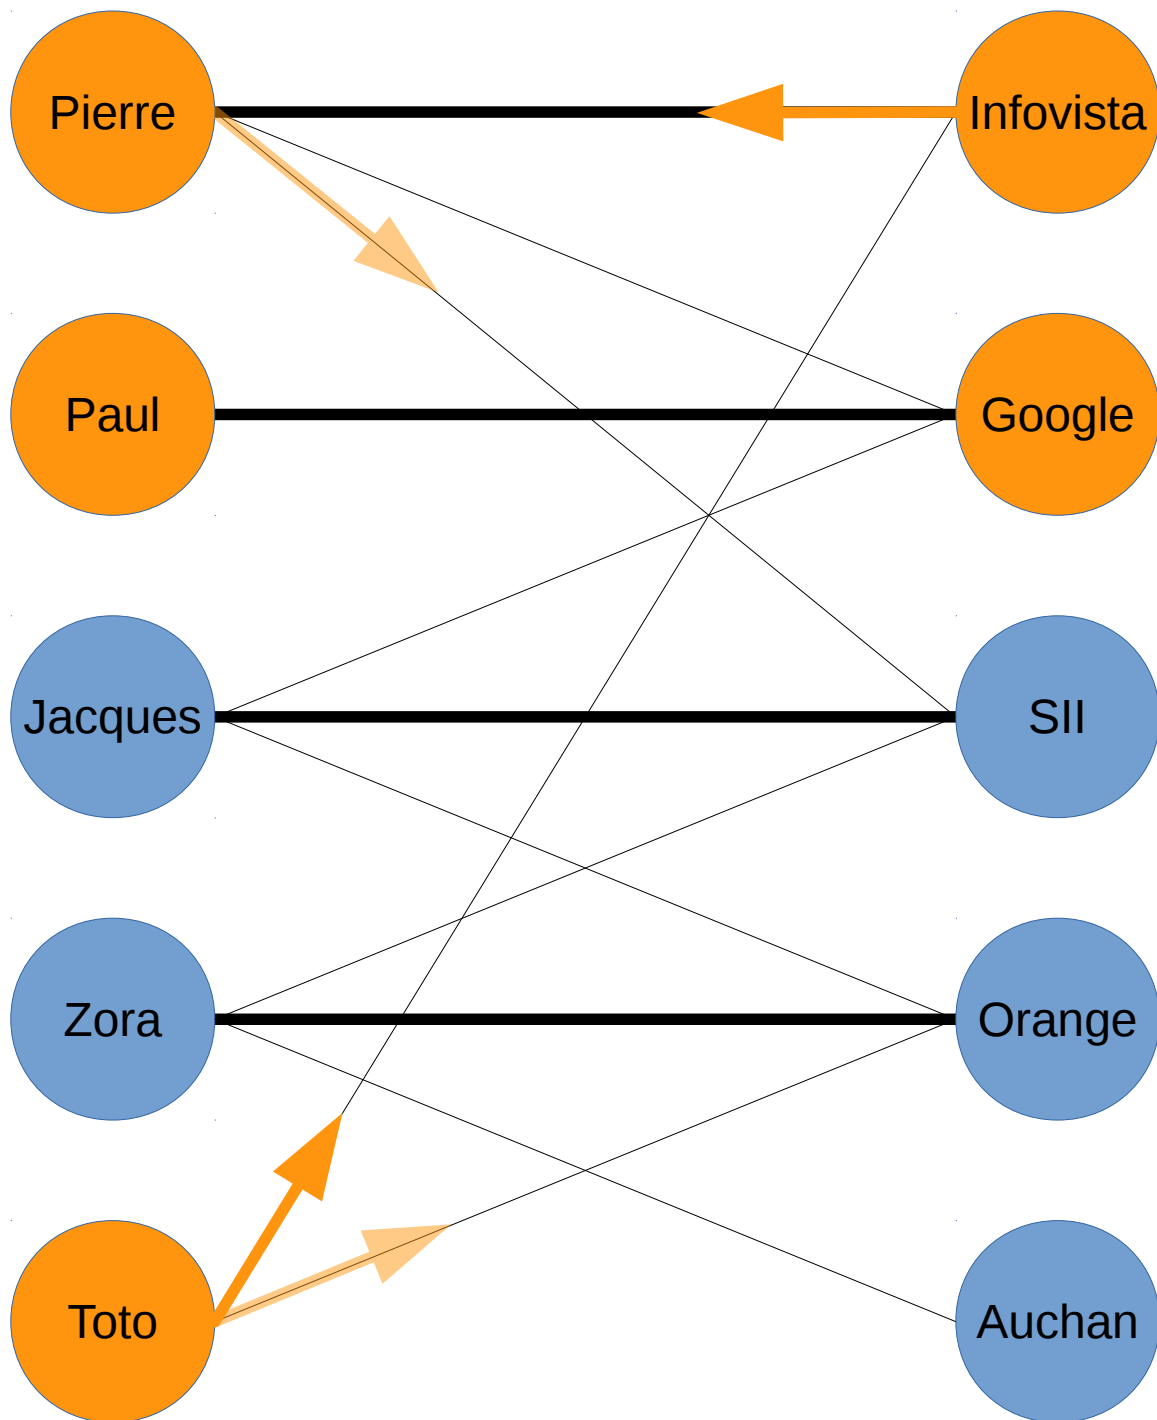 Pierre
Infovista
Paul
Google
Jacques
SII
Zora
Orange
Toto
Auchan